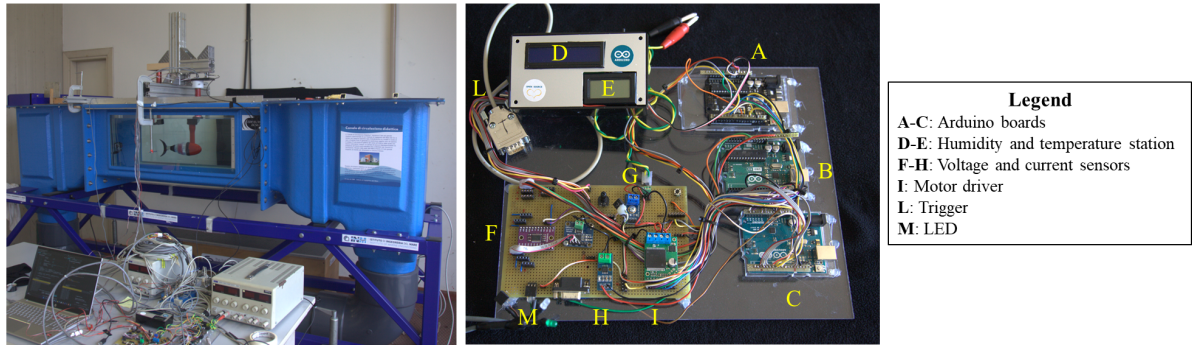 D
E
A
L
B
G
F
C
M
H
I
Legend
A-C: Arduino boards
D-E: Humidity and temperature station
F-H: Voltage and current sensors
I: Motor driver
L: Trigger
M: LED